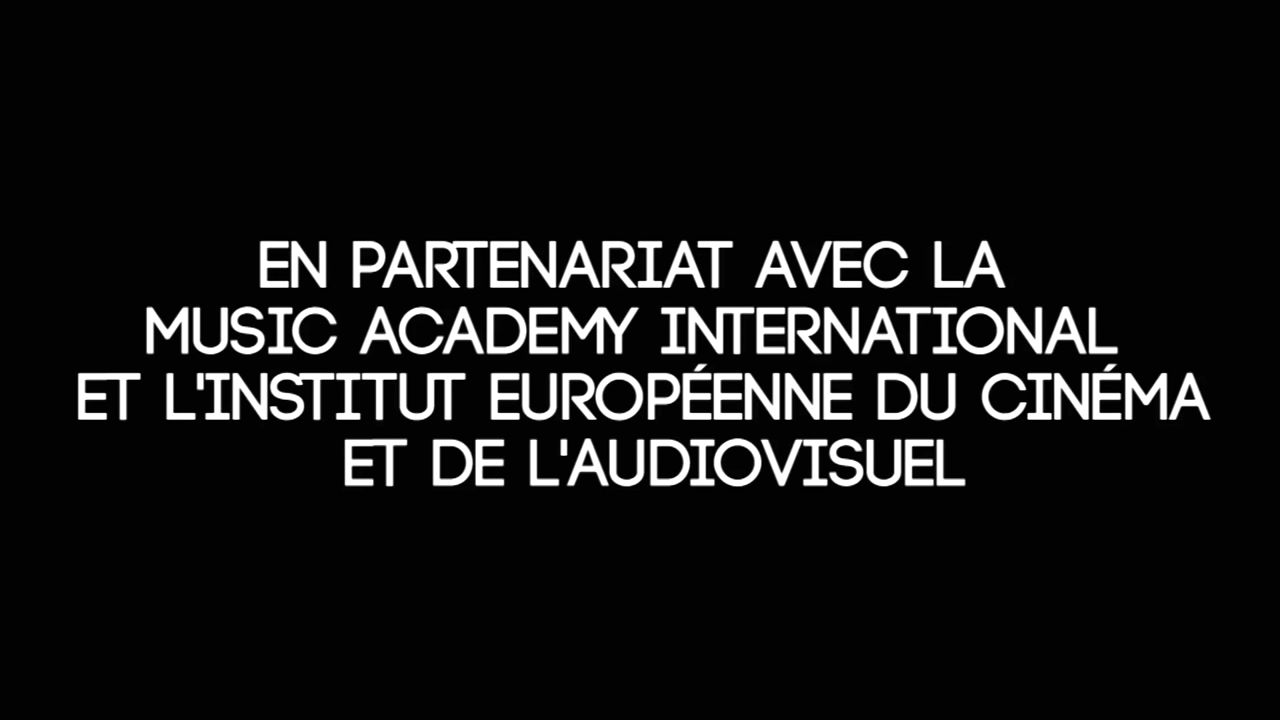 EN PARTENARIAT AVEC LA
MUSIC ACADEMY INTERNATIONAL
ET L'INSTITUT EUROPÉENNE DU CINÉMA
ET DE L'AUDIOVISUEL